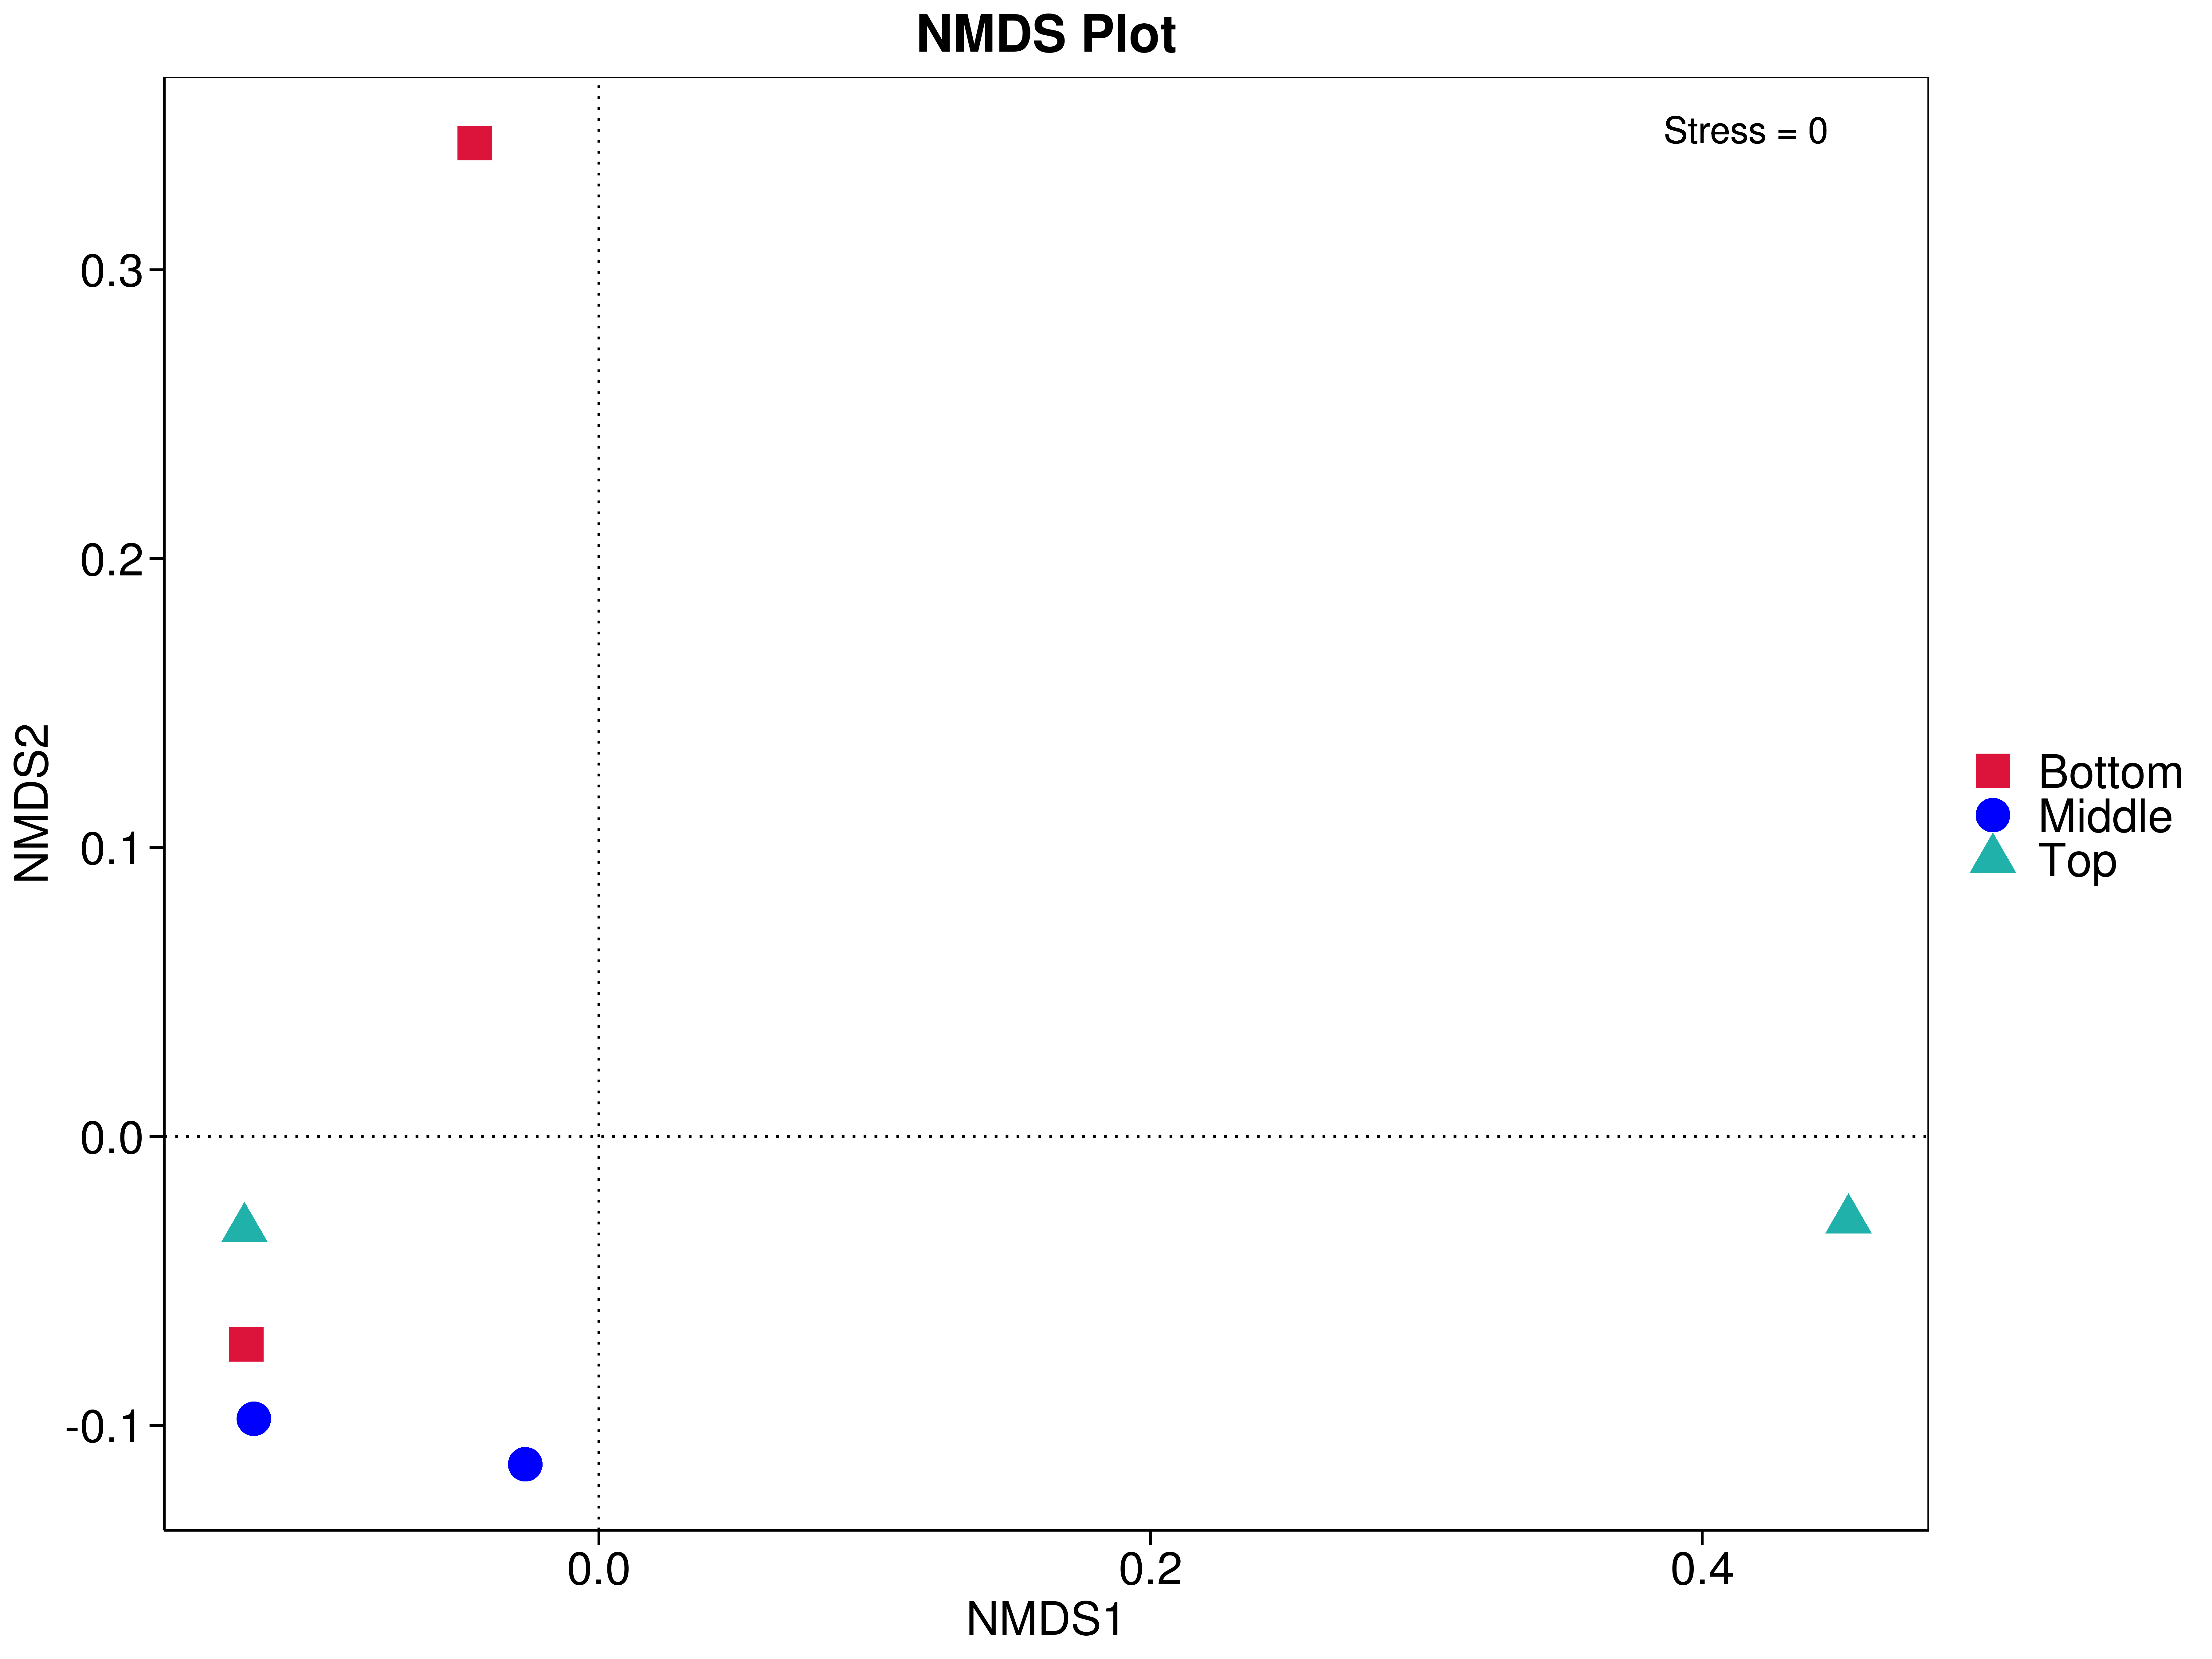 NMDS Plot
Stress = 0
0.3
0.2
0.1
0.0
-0.1
NMDS2
0.0 0.2 0.4
NMDS1
Bottom
Middle
Top